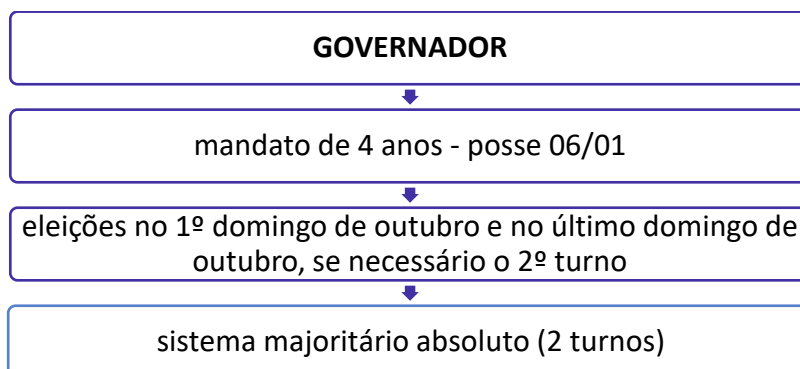 GOVERNADOR
mandato de 4 anos - posse 06/01
eleições no 1º domingo de outubro e no último domingo de
outubro, se necessário o 2º turno
sistema majoritário absoluto (2 turnos)